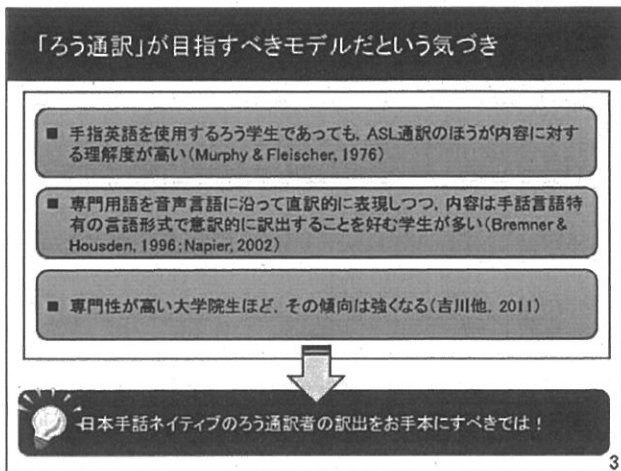 「ろう通訳」が目指すべきモデルだという気づき
■ 手指英語を使用するろう学生であっても、ASL通訳のほうが内容に対す
る理解度が高い(Murphy & Fleischer, 1976)
■ 専門用語を音声言語に沿って直訳的に表現しつつ、内容は手話言語特
有の言語形式で意訳的に訳出することを好む学生が多い(Bremner &
Housden, 1996;Napier, 2002)
■ 専門性が高い大学院生ほど、その傾向は強くなる(吉川他, 2011)
日本手話ネイティブのろう通訳者の訳出をお手本にすべきでは!
3